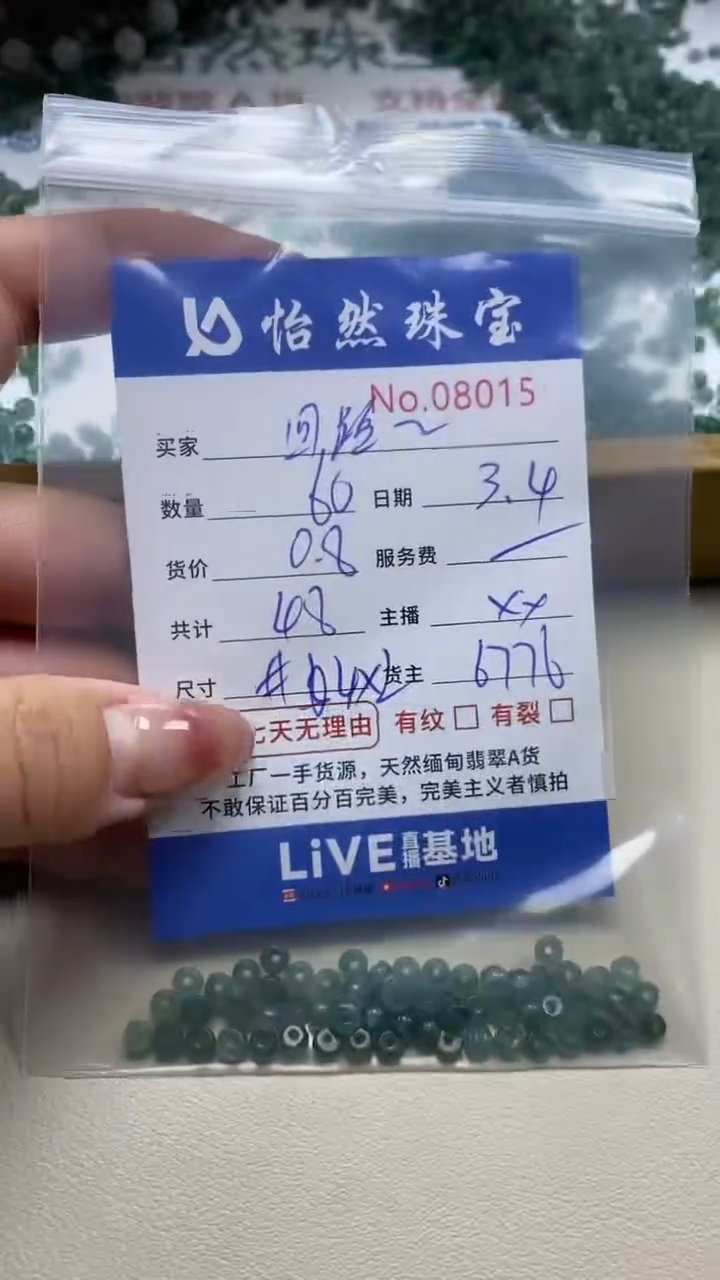 怡然珠宝
No.08015
买家
数量 60 日期 3.4
货价 0.8 服务费
共计 48 主播 xx
尺寸 货主 6776
七天无理由 有纹 有裂
工厂一手货源，天然缅甸翡翠A货
不敢保证百分百完美，完美主义者慎拍
LiVE直播基地